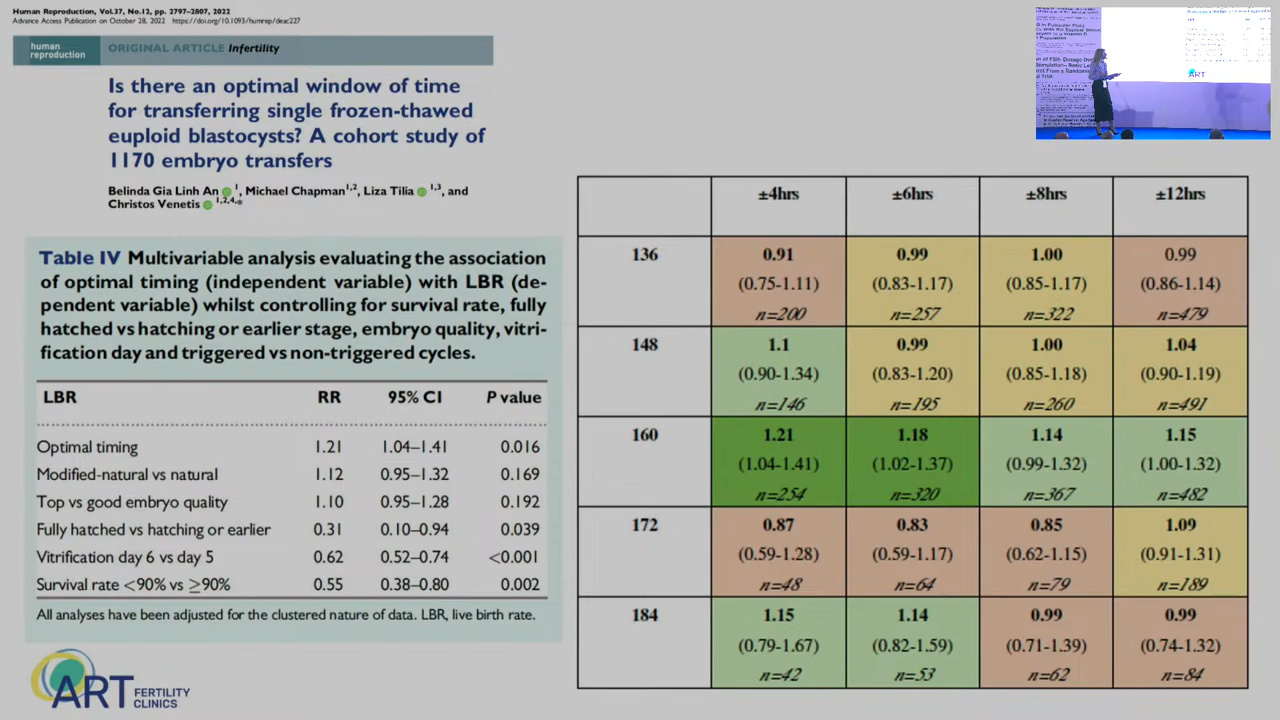 Human Reproduction, Vol.37, No.12, pp. 2797–2807, 2022
Advance Access Publication on October 28, 2022 https://doi.org/10.1093/humrep/deac227
human
reproduction
ORIGINAL ARTICLE Infertility
Is there an optimal window of time
for transferring single frozen-thawed
euploid blastocysts? A cohort study of
1170 embryo transfers
Belinda Gia Linh An 1, Michael Chapman1,2, Liza Tilia 1,3, and
Christos Venetis 1,2,4,*
Table IV Multivariable analysis evaluating the association
of optimal timing (independent variable) with LBR (de-
pendent variable) whilst controlling for survival rate, fully
hatched vs hatching or earlier stage, embryo quality, vitri-
fication day and triggered vs non-triggered cycles.
LBR RR 95% CI P value
Optimal timing 1.21 1.04–1.41 0.016
Modified-natural vs natural 1.12 0.95–1.32 0.169
Top vs good embryo quality 1.10 0.95–1.28 0.192
Fully hatched vs hatching or earlier 0.31 0.10–0.94 0.039
Vitrification day 6 vs day 5 0.62 0.52–0.74 <0.001
Survival rate <90% vs ≥90% 0.55 0.38–0.80 0.002
All analyses have been adjusted for the clustered nature of data. LBR, live birth rate.
ART FERTILITY
CLINICS
±4hrs ±6hrs ±8hrs ±12hrs
136 0.91 0.99 1.00 0.99
(0.75-1.11) (0.83-1.17) (0.85-1.17) (0.86-1.14)
n=200 n=257 n=322 n=479
148 1.1 0.99 1.00 1.04
(0.90-1.34) (0.83-1.20) (0.85-1.18) (0.90-1.19)
n=146 n=195 n=260 n=491
160 1.21 1.18 1.14 1.15
(1.04-1.41) (1.02-1.37) (0.99-1.32) (1.00-1.32)
n=254 n=320 n=367 n=482
172 0.87 0.83 0.85 1.09
(0.59-1.28) (0.59-1.17) (0.62-1.15) (0.91-1.31)
n=48 n=64 n=79 n=189
184 1.15 1.14 0.99 0.99
(0.79-1.67) (0.82-1.59) (0.71-1.39) (0.74-1.32)
n=42 n=53 n=62 n=84
ART